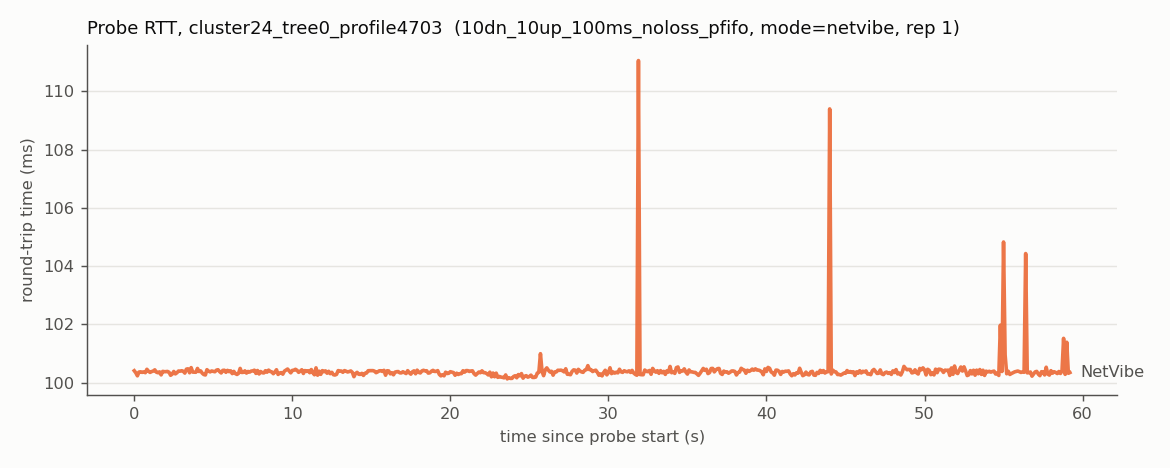 Probe RTT, cluster24_tree0_profile4703 (10dn_10up_100ms_noloss_pfifo, mode=netvibe, rep 1)
round-trip time (ms)
110
108
106
104
102
100
NetVibe
0 10 20 30 40 50 60
time since probe start (s)